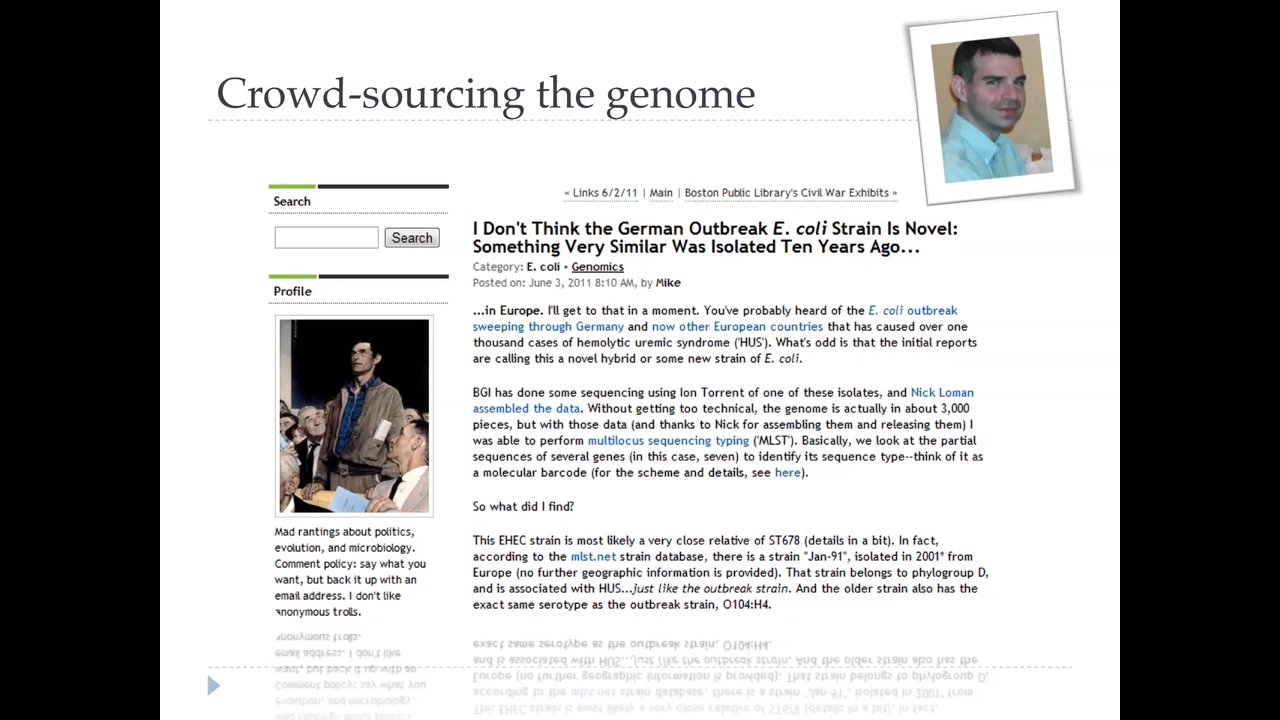 Crowd-sourcing the genome
Search
Search
Profile
Mad rantings about politics,
evolution, and microbiology.
Comment policy: say what you
want, but back it up with an
email address. I don't like
anonymous trolls.
« Links 6/2/11 | Main | Boston Public Library's Civil War Exhibits »
I Don't Think the German Outbreak E. coli Strain Is Novel:
Something Very Similar Was Isolated Ten Years Ago...
Category: E. coli • Genomics
Posted on: June 3, 2011 8:10 AM, by Mike
...in Europe. I'll get to that in a moment. You've probably heard of the E. coli outbreak
sweeping through Germany and now other European countries that has caused over one
thousand cases of hemolytic uremic syndrome ('HUS'). What's odd is that the initial reports
are calling this a novel hybrid or some new strain of E. coli.
BGI has done some sequencing using Ion Torrent of one of these isolates, and Nick Loman
assembled the data. Without getting too technical, the genome is actually in about 3,000
pieces, but with those data (and thanks to Nick for assembling them and releasing them) I
was able to perform multilocus sequencing typing ('MLST'). Basically, we look at the partial
sequences of several genes (in this case, seven) to identify its sequence type--think of it as
a molecular barcode (for the scheme and details, see here).
So what did I find?
This EHEC strain is most likely a very close relative of ST678 (details in a bit). In fact,
according to the mlst.net strain database, there is a strain "Jan-91", isolated in 2001* from
Europe (no further geographic information is provided). That strain belongs to phylogroup D,
and is associated with HUS...just like the outbreak strain. And the older strain also has the
exact same serotype as the outbreak strain, O104:H4.